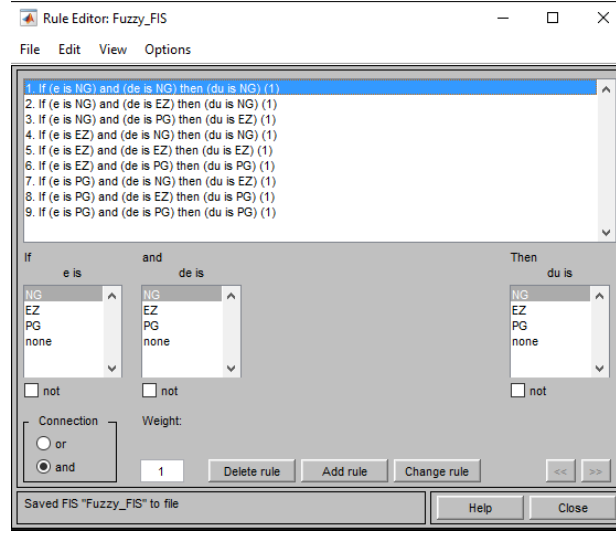 Rule Editor: Fuzzy_FIS
File Edit View Options
1. If (e is NG) and (de is NG) then (du is NG) (1)
2. If (e is NG) and (de is EZ) then (du is NG) (1)
3. If (e is NG) and (de is PG) then (du is EZ) (1)
4. If (e is EZ) and (de is NG) then (du is NG) (1)
5. If (e is EZ) and (de is EZ) then (du is EZ) (1)
6. If (e is EZ) and (de is PG) then (du is PG) (1)
7. If (e is PG) and (de is NG) then (du is EZ) (1)
8. If (e is PG) and (de is EZ) then (du is PG) (1)
9. If (e is PG) and (de is PG) then (du is PG) (1)
If and Then
e is de is du is
NG NG NG
EZ EZ EZ
PG PG PG
none none none
not not not
Connection Weight:
or
and 1 Delete rule Add rule Change rule << >>
Saved FIS "Fuzzy_FIS" to file Help Close